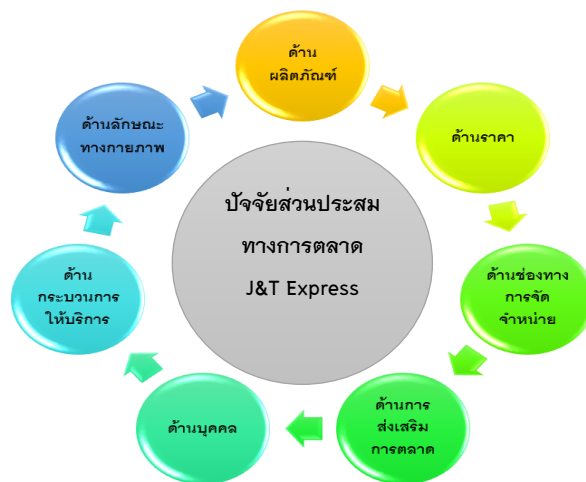 ด้าน
ผลิตภัณฑ์
ด้านราคา
ด้านช่องทาง
การจัด
จำหน่าย
ด้านการ
ส่งเสริม
การตลาด
ด้านบุคคล
ด้าน
กระบวนการ
ให้บริการ
ด้านลักษณะ
ทางกายภาพ
ปัจจัยส่วนประสม
ทางการตลาด
J&T Express